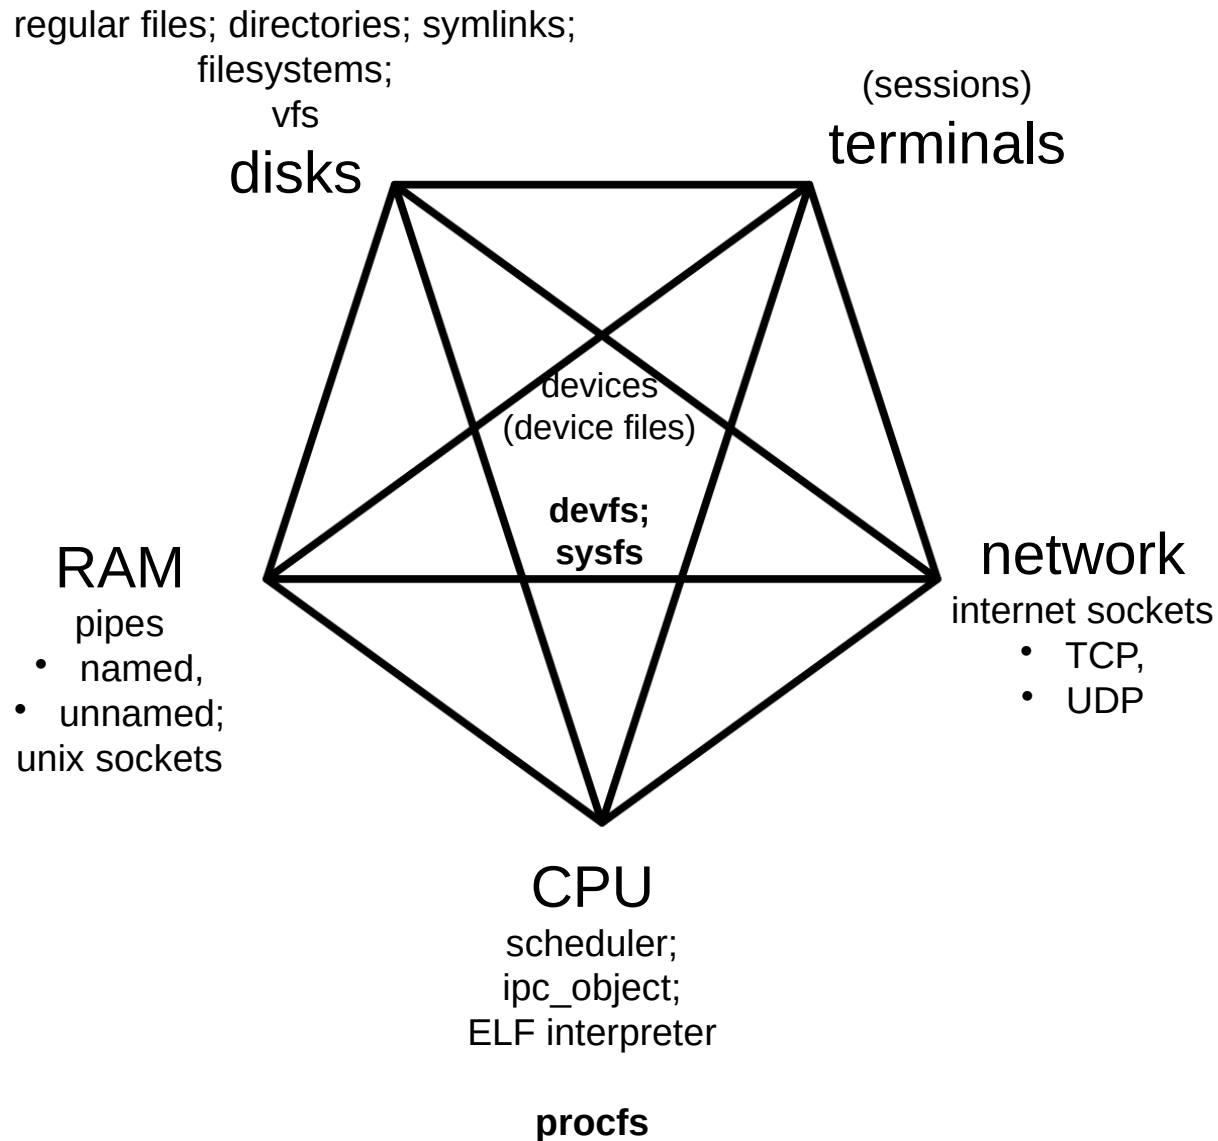 regular files; directories; symlinks;
filesystems;
vfs
disks
(sessions)
terminals
devices
(device files)
devfs;
sysfs
RAM
pipes
• named,
• unnamed;
unix sockets
network
internet sockets
• TCP,
• UDP
CPU
scheduler;
ipc_object;
ELF interpreter
procfs